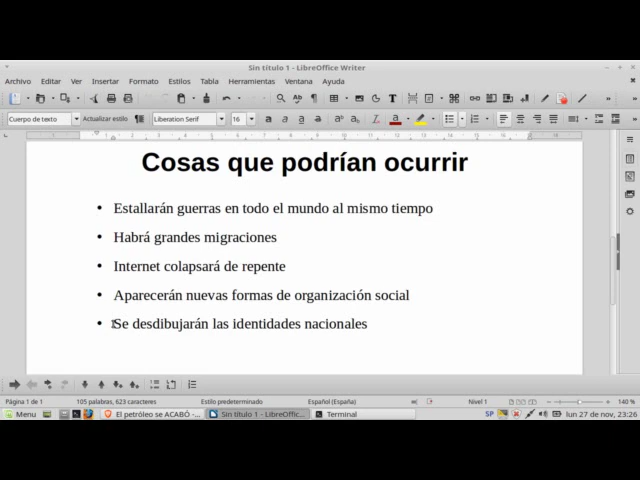 Sin título 1 - LibreOffice Writer
Archivo Editar Ver Insertar Formato Estilos Tabla Herramientas Ventana Ayuda
Cuerpo de texto Actualizar estilo Liberation Serif 16
Cosas que podrían ocurrir
• Estallarán guerras en todo el mundo al mismo tiempo
• Habrá grandes migraciones
• Internet colapsará de repente
• Aparecerán nuevas formas de organización social
• Se desdibujarán las identidades nacionales
Página 1 de 1 105 palabras, 623 caracteres Estilo predeterminado Español (España) Nivel 1 140 %
Menu El petróleo se ACABÓ -... Sin título 1 - LibreOffic... Terminal SP lun 27 de nov, 23:26